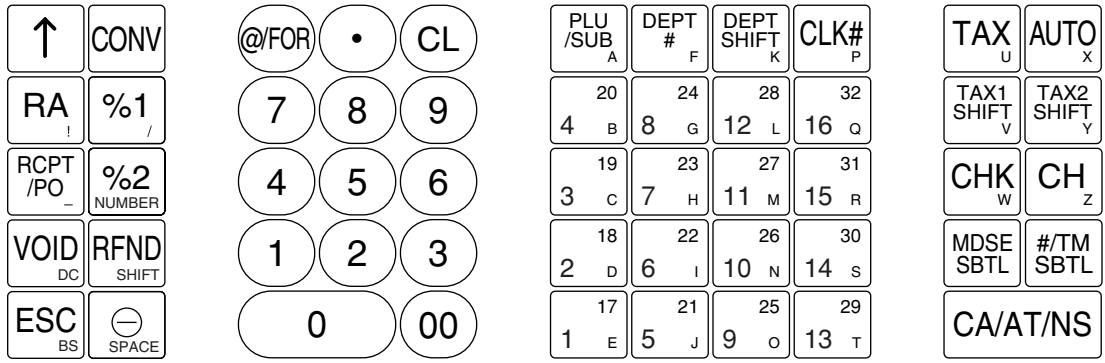 ↑ CONV @/FOR • CL PLU /SUB A DEPT # F DEPT SHIFT K CLK# P TAX U AUTO X
RA ! %1 / 7 8 9 20 4 B 24 8 G 28 12 L 32 16 Q TAX1 SHIFT V TAX2 SHIFT Y
RCPT /PO _ %2 NUMBER 4 5 6 19 3 C 23 7 H 27 11 M 31 15 R CHK W CH Z
VOID DC RFND SHIFT 1 2 3 18 2 D 22 6 I 26 10 N 30 14 S MDSE SBTL #/TM SBTL
ESC BS ⊖ SPACE 0 00 17 1 E 21 5 J 25 9 O 29 13 T CA/AT/NS